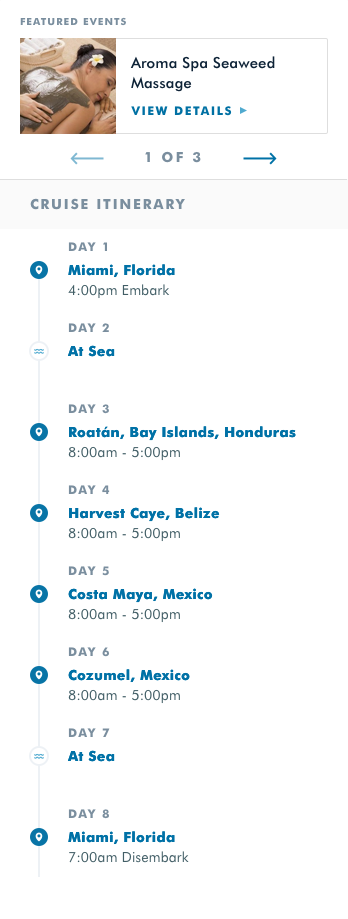 FEATURED EVENTS
Aroma Spa Seaweed
Massage
VIEW DETAILS
1 OF 3
CRUISE ITINERARY
DAY 1
Miami, Florida
4:00pm Embark
DAY 2
At Sea
DAY 3
Roatán, Bay Islands, Honduras
8:00am - 5:00pm
DAY 4
Harvest Caye, Belize
8:00am - 5:00pm
DAY 5
Costa Maya, Mexico
8:00am - 5:00pm
DAY 6
Cozumel, Mexico
8:00am - 5:00pm
DAY 7
At Sea
DAY 8
Miami, Florida
7:00am Disembark